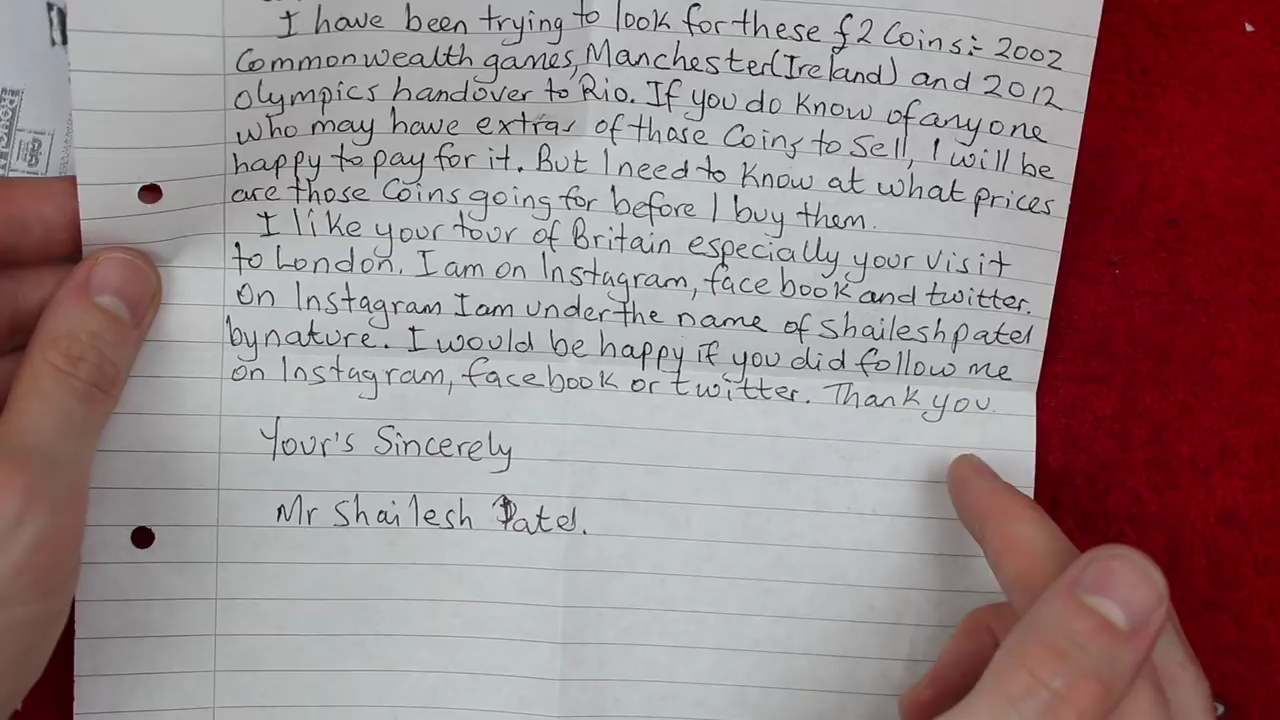 I have been trying to look for these £2 Coins:- 2002
Commonwealth games, Manchester(Ireland) and 2012
Olympics handover to Rio. If you do know of anyone
who may have extras of those Coins to sell, I will be
happy to pay for it. But I need to know at what prices
are those Coins going for before I buy them.
I like your tour of Britain especially your visit
to London. I am on Instagram, facebook and twitter.
On Instagram I am under the name of shaileshpatel
bynature. I would be happy if you did follow me
on Instagram, facebook or twitter. Thank you.
Your's Sincerely
Mr Shailesh Patel.